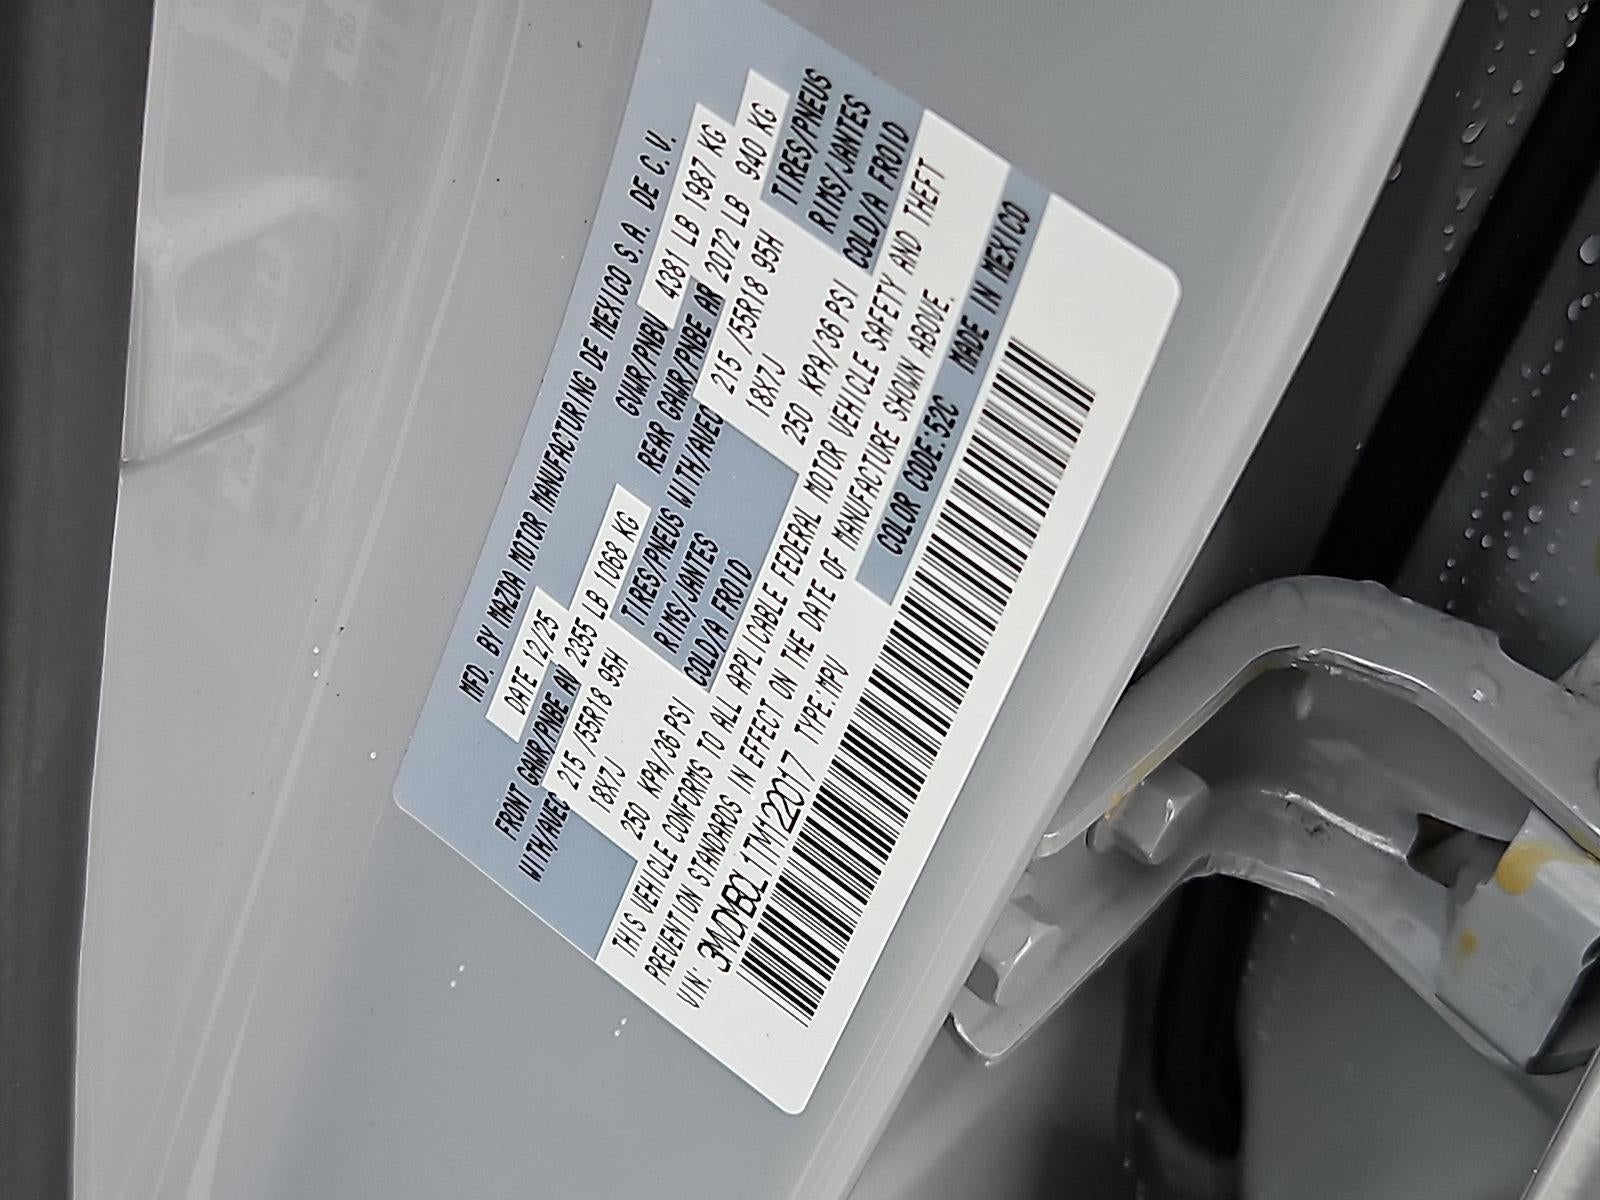 MFD. BY MAZDA MOTOR MANUFACTURING DE MEXICO S.A. DE C.V.
DATE 12/25 GVWR/PNBV 4381 LB 1987 KG
FRONT GAWR/PNBE AV 2355 LB 1068 KG REAR GAWR/PNBE AR 2072 LB 940 KG
WITH/AVEC 215 /55R18 95H TIRES/PNEUS WITH/AVEC 215 /55R18 95H TIRES/PNEUS
18X7J RIMS/JANTES 18X7J RIMS/JANTES
250 KPA/36 PSI COLD/A FROID 250 KPA/36 PSI COLD/A FROID
THIS VEHICLE CONFORMS TO ALL APPLICABLE FEDERAL MOTOR VEHICLE SAFETY AND THEFT
PREVENTION STANDARDS IN EFFECT ON THE DATE OF MANUFACTURE SHOWN ABOVE.
VIN: 3MVDMB0L1TM122017 TYPE:MPV COLOR CODE:52C MADE IN MEXICO